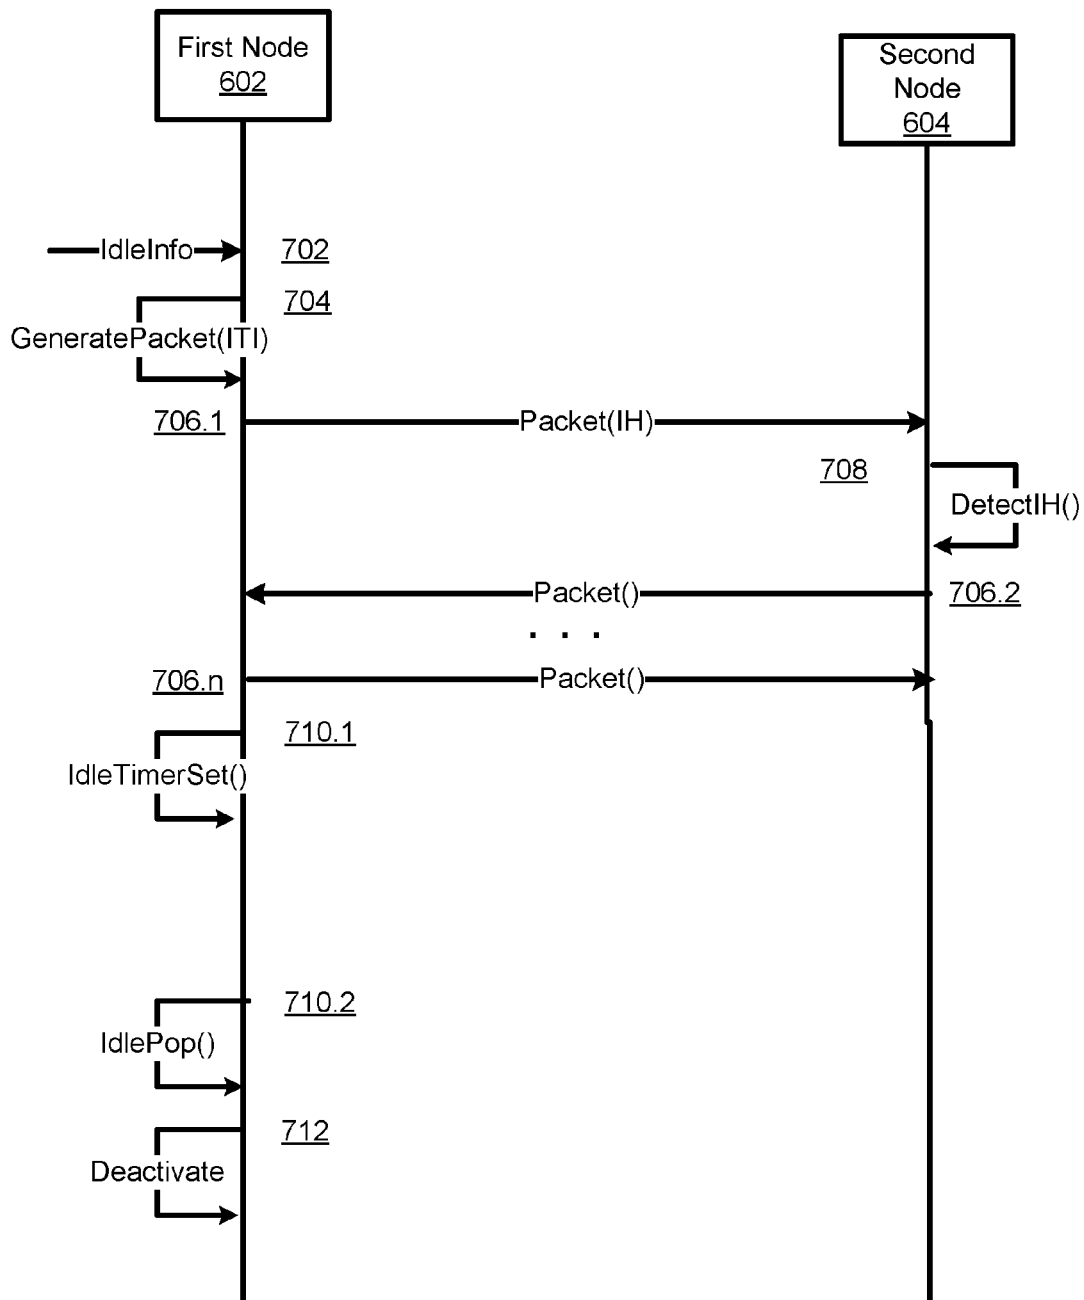 First Node
602
Second
Node
604
IdleInfo
702
704
GeneratePacket(ITI)
706.1
Packet(IH)
708
DetectIH()
Packet()
706.2
. . .
706.n
Packet()
710.1
IdleTimerSet()
710.2
IdlePop()
712
Deactivate